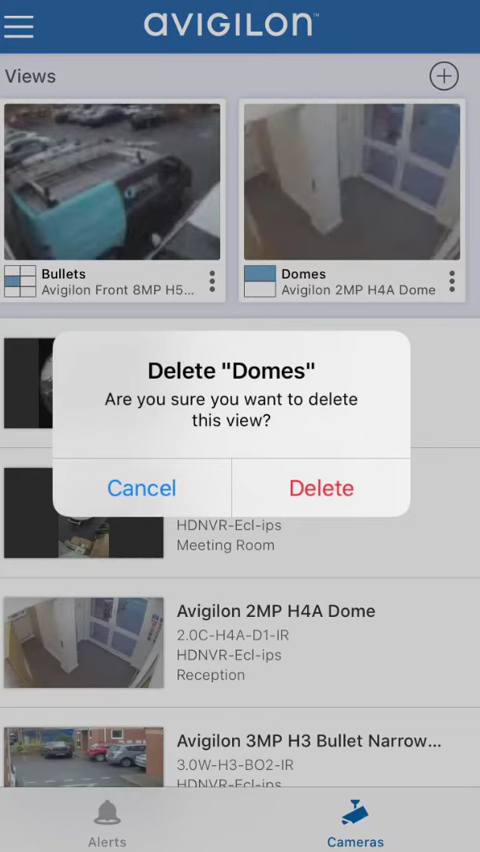 AVIGILON™
Views
Bullets
Avigilon Front 8MP H5...
Domes
Avigilon 2MP H4A Dome
Delete "Domes"
Are you sure you want to delete
this view?
Cancel
Delete
HDNVR-Ecl-ips
Meeting Room
Avigilon 2MP H4A Dome
2.0C-H4A-D1-IR
HDNVR-Ecl-ips
Reception
Avigilon 3MP H3 Bullet Narrow...
3.0W-H3-BO2-IR
HDNVR-Ecl-ips
Alerts
Cameras